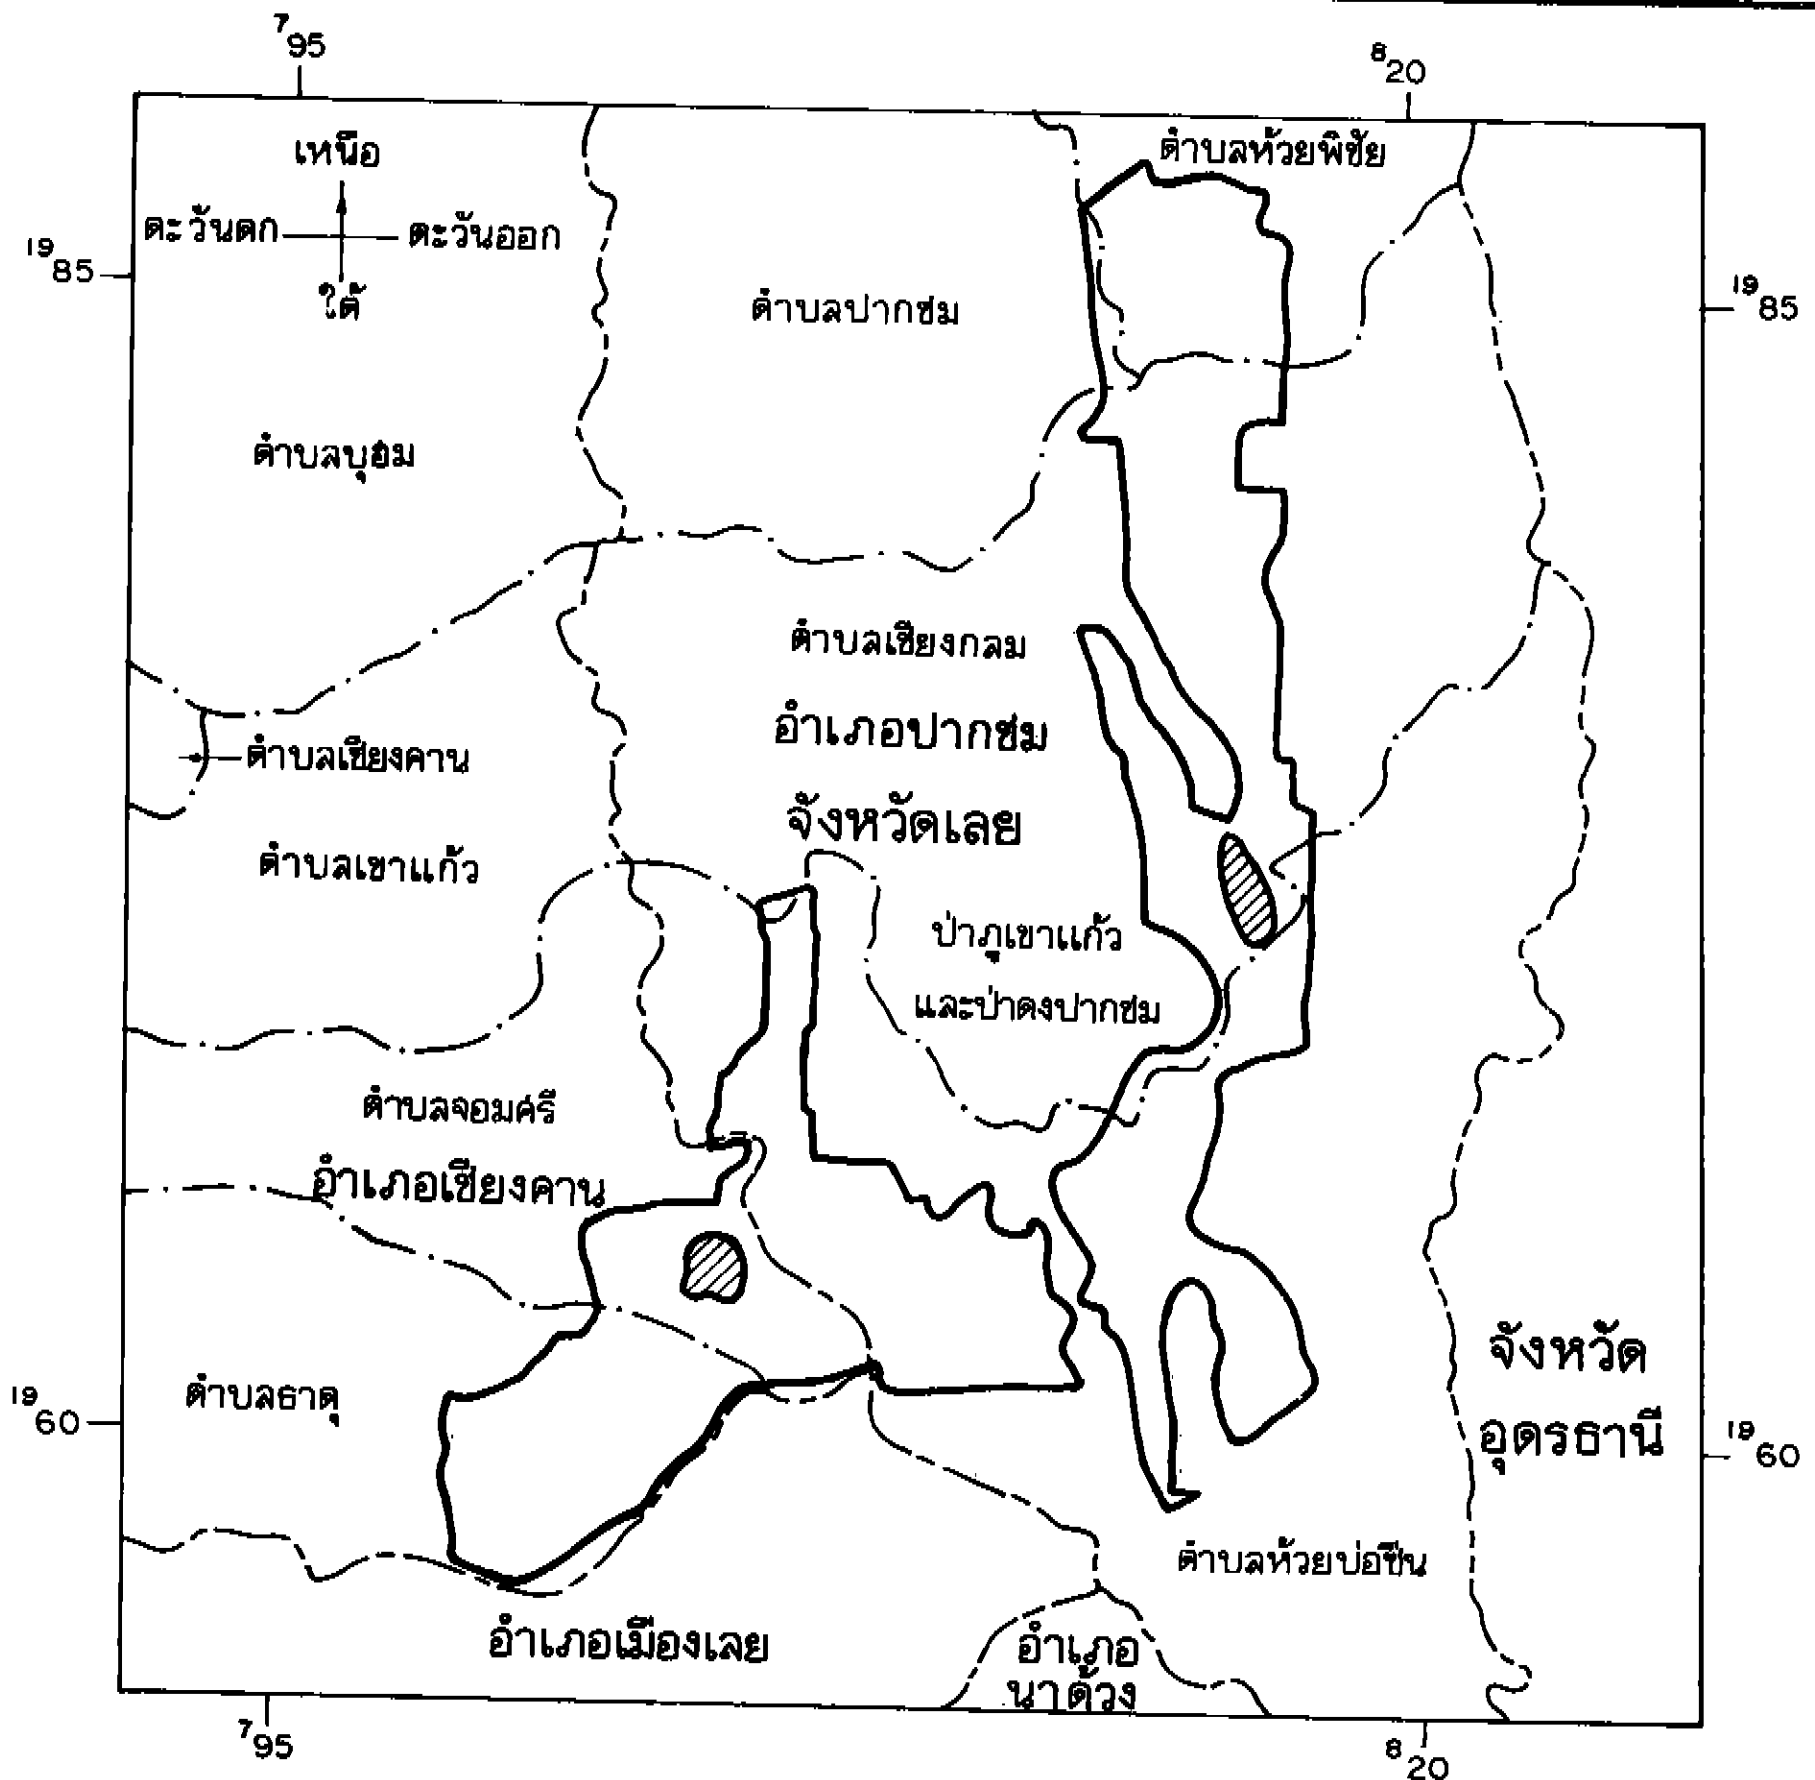 795
820
เหนือ
ตะวันตก
ตะวันออก
ใต้
1985
1985
ตำบลห้วยพิชัย
ตำบลปากชม
ตำบลบุฮม
ตำบลเชียงกลม
อำเภอปากชม
จังหวัดเลย
ตำบลเชียงคาน
ตำบลเขาแก้ว
ป่าภูเขาแก้ว
และป่าดงปากชม
ตำบลจอมศรี
อำเภอเชียงคาน
ตำบลธาตุ
จังหวัด
อุดรธานี
1960
1960
ตำบลห้วยบ่อซืน
อำเภอเมืองเลย
อำเภอ
นาด้วง
795
820